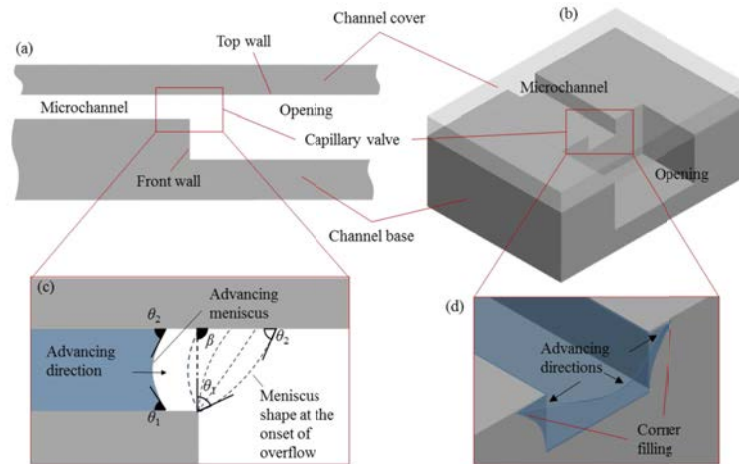 (a)
Top wall
Channel cover
(b)
Microchannel
Opening
Capillary valve
Front wall
Channel base
Microchannel
Opening
(c)
θ2
Advancing
meniscus
β
θ2
Advancing
direction
θ1
θ1
Meniscus
shape at the
onset of
overflow
(d)
Advancing
directions
Corner
filling